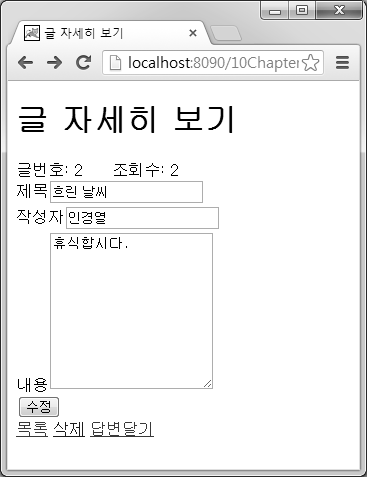 글 자세히 보기
localhost:8090/10Chapter
글 자세히 보기
글번호: 2 조회수: 2
제목 흐린 날씨
작성자 인경열
휴식합시다.
내용
수정
목록 삭제 답변달기